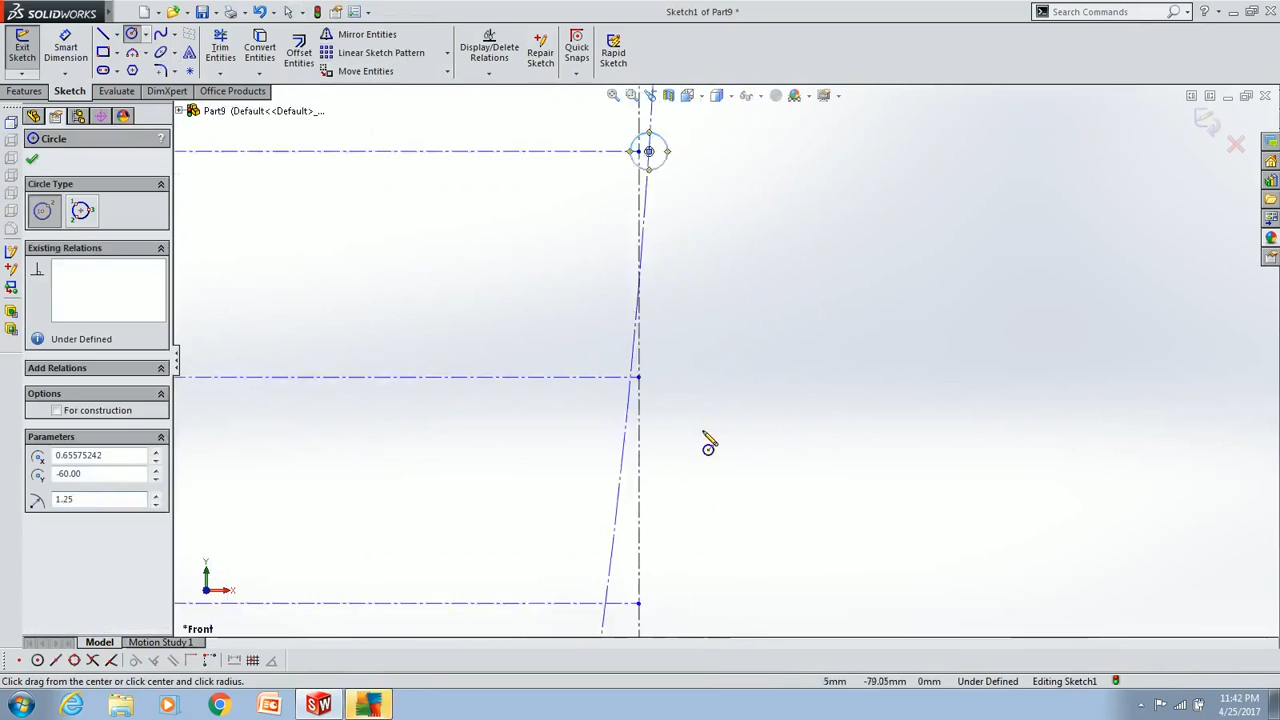 SOLIDWORKS
Sketch1 of Part9 *
Search Commands
Exit Sketch
Smart Dimension
Trim Entities
Convert Entities
Offset Entities
Mirror Entities
Linear Sketch Pattern
Move Entities
Display/Delete Relations
Repair Sketch
Quick Snaps
Rapid Sketch
Features
Sketch
Evaluate
DimXpert
Office Products
Part9 (Default<<Default>_...
Circle
?
Circle Type
Existing Relations
Under Defined
Add Relations
Options
For construction
Parameters
0.65575242
-60.00
1.25
Y
X
*Front
Model
Motion Study 1
Click drag from the center or click center and click radius.
5mm
-79.05mm
0mm
Under Defined
Editing Sketch1
11:42 PM
4/25/2017